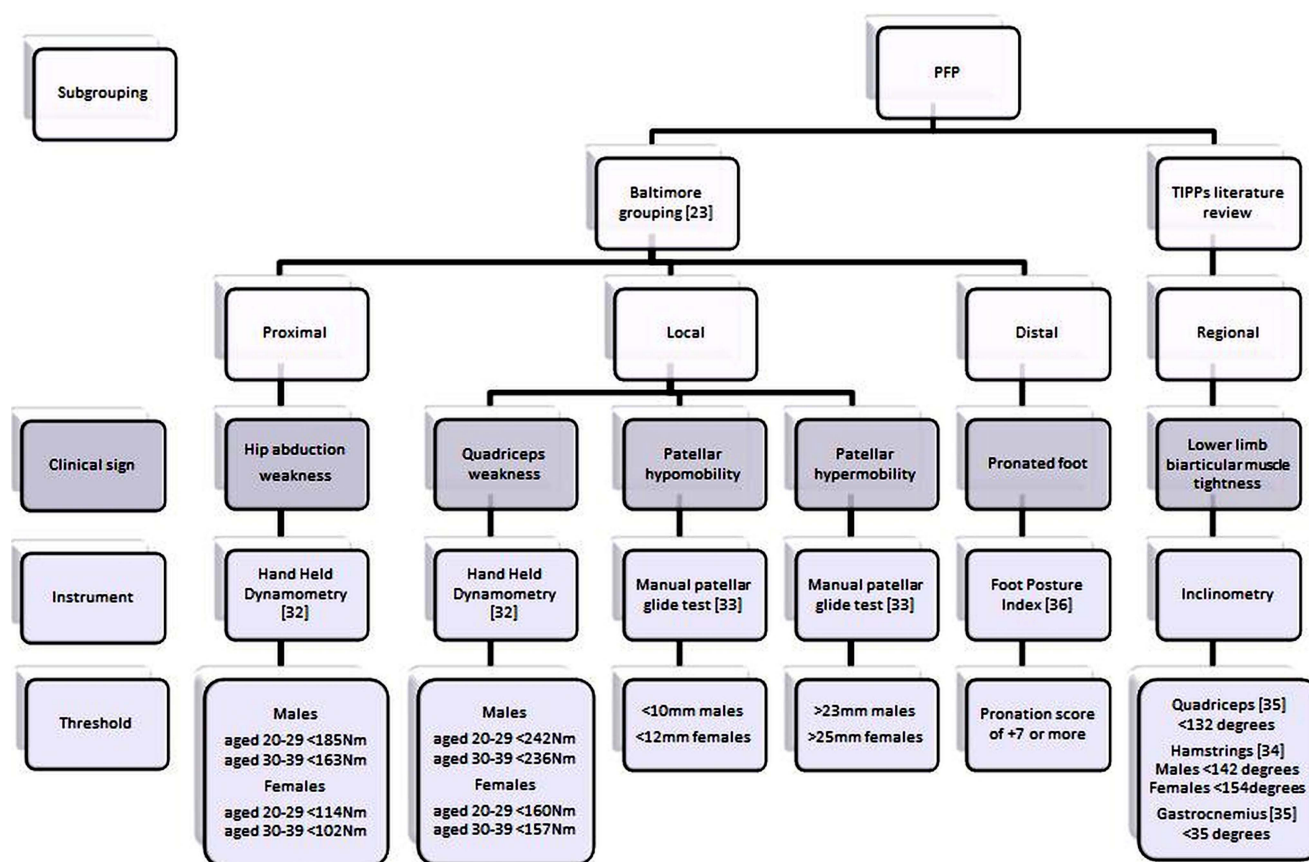 Subgrouping
PFP
Baltimore
grouping [23]
TIPPs literature
review
Proximal
Local
Distal
Regional
Clinical sign
Hip abduction
weakness
Quadriceps
weakness
Patellar
hypomobility
Patellar
hypermobility
Pronated foot
Lower limb
biarticular muscle
tightness
Instrument
Hand Held
Dynamometry
[32]
Hand Held
Dynamometry
[32]
Manual patellar
glide test [33]
Manual patellar
glide test [33]
Foot Posture
Index [36]
Inclinometry
Threshold
Males
aged 20-29 <185Nm
aged 30-39 <163Nm
Females
aged 20-29 <114Nm
aged 30-39 <102Nm
Males
aged 20-29 <242Nm
aged 30-39 <236Nm
Females
aged 20-29 <160Nm
aged 30-39 <157Nm
<10mm males
<12mm females
>23mm males
>25mm females
Pronation score
of +7 or more
Quadriceps [35]
<132 degrees
Hamstrings [34]
Males <142 degrees
Females <154degrees
Gastrocnemius [35]
<35 degrees